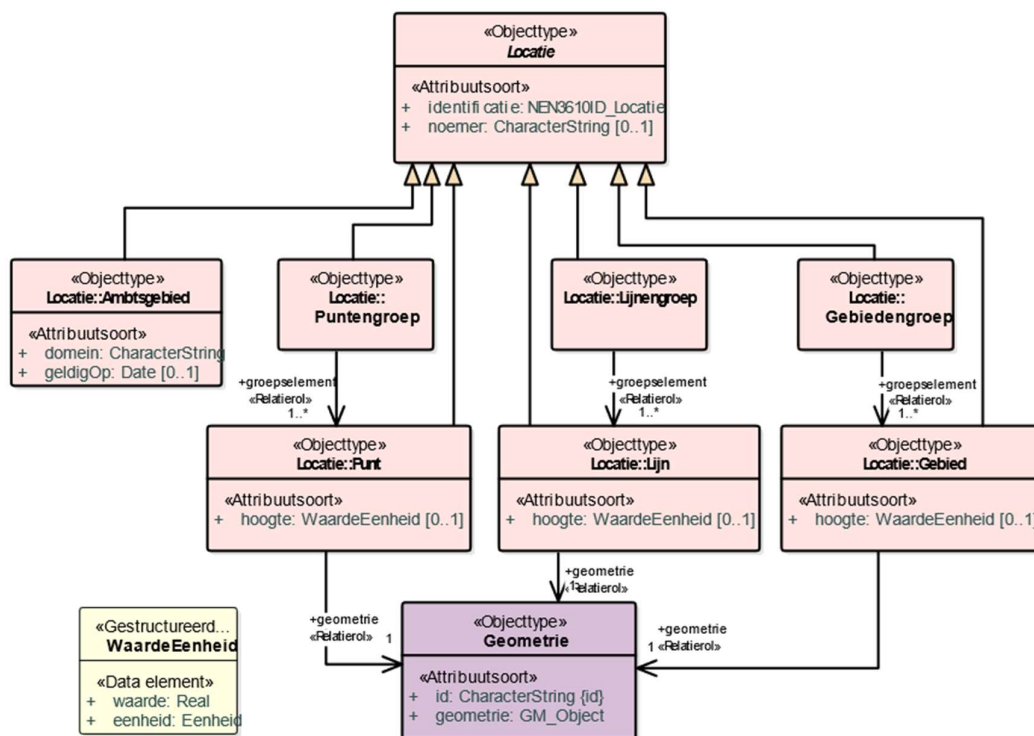 «Objecttype»
Locatie
«Attribuutsoort»
+ identificatie: NEN3610ID_Locatie
+ noemer: CharacterString [0..1]
«Objecttype»
Locatie::Ambtsgebied
«Attribuutsoort»
+ domein: CharacterString
+ geldigOp: Date [0..1]
«Objecttype»
Locatie::
Puntengroep
«Objecttype»
Locatie::Lijnengroep
«Objecttype»
Locatie::
Gebiedengroep
+groepselement
«Relatierol»
1..*
+groepselement
«Relatierol»
1..*
+groepselement
«Relatierol»
1..*
«Objecttype»
Locatie::Punt
«Attribuutsoort»
+ hoogte: WaardeEenheid [0..1]
«Objecttype»
Locatie::Lijn
«Attribuutsoort»
+ hoogte: WaardeEenheid [0..1]
«Objecttype»
Locatie::Gebied
«Attribuutsoort»
+ hoogte: WaardeEenheid [0..1]
+geometrie
«Relatierol» 1
+geometrie
1 «Relatierol»
+geometrie
1 «Relatierol»
«Gestructureerd...
WaardeEenheid
«Data element»
+ waarde: Real
+ eenheid: Eenheid
«Objecttype»
Geometrie
«Attribuutsoort»
+ id: CharacterString {id}
+ geometrie: GM_Object